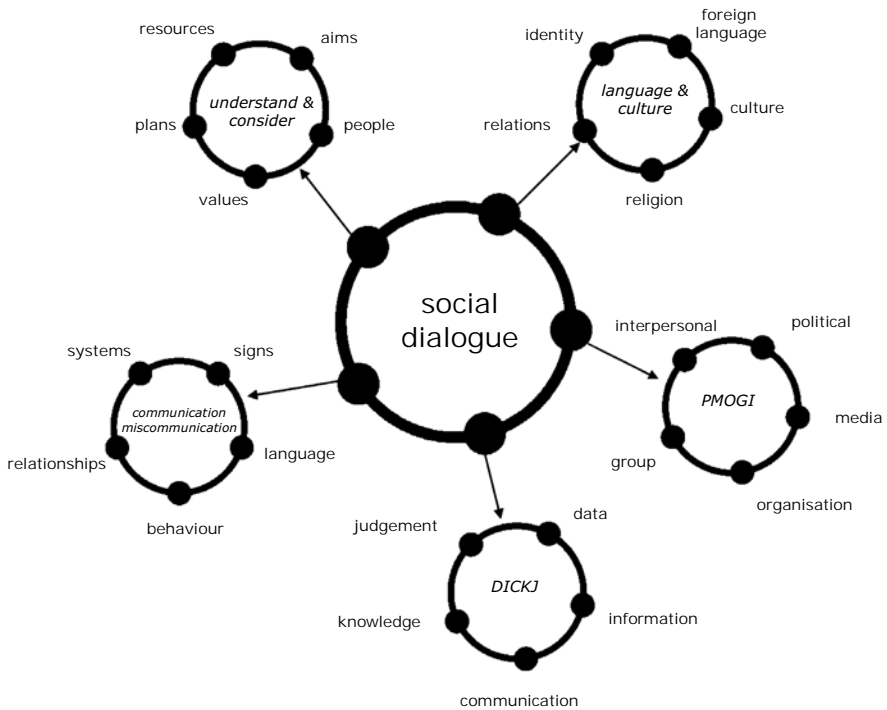 resources
aims
understand &
consider
plans
people
values
identity
foreign
language
language &
culture
relations
culture
religion
social
dialogue
systems
signs
communication
miscommunication
relationships
language
behaviour
interpersonal
political
PMOGI
media
group
organisation
judgement
data
DICKJ
knowledge
information
communication